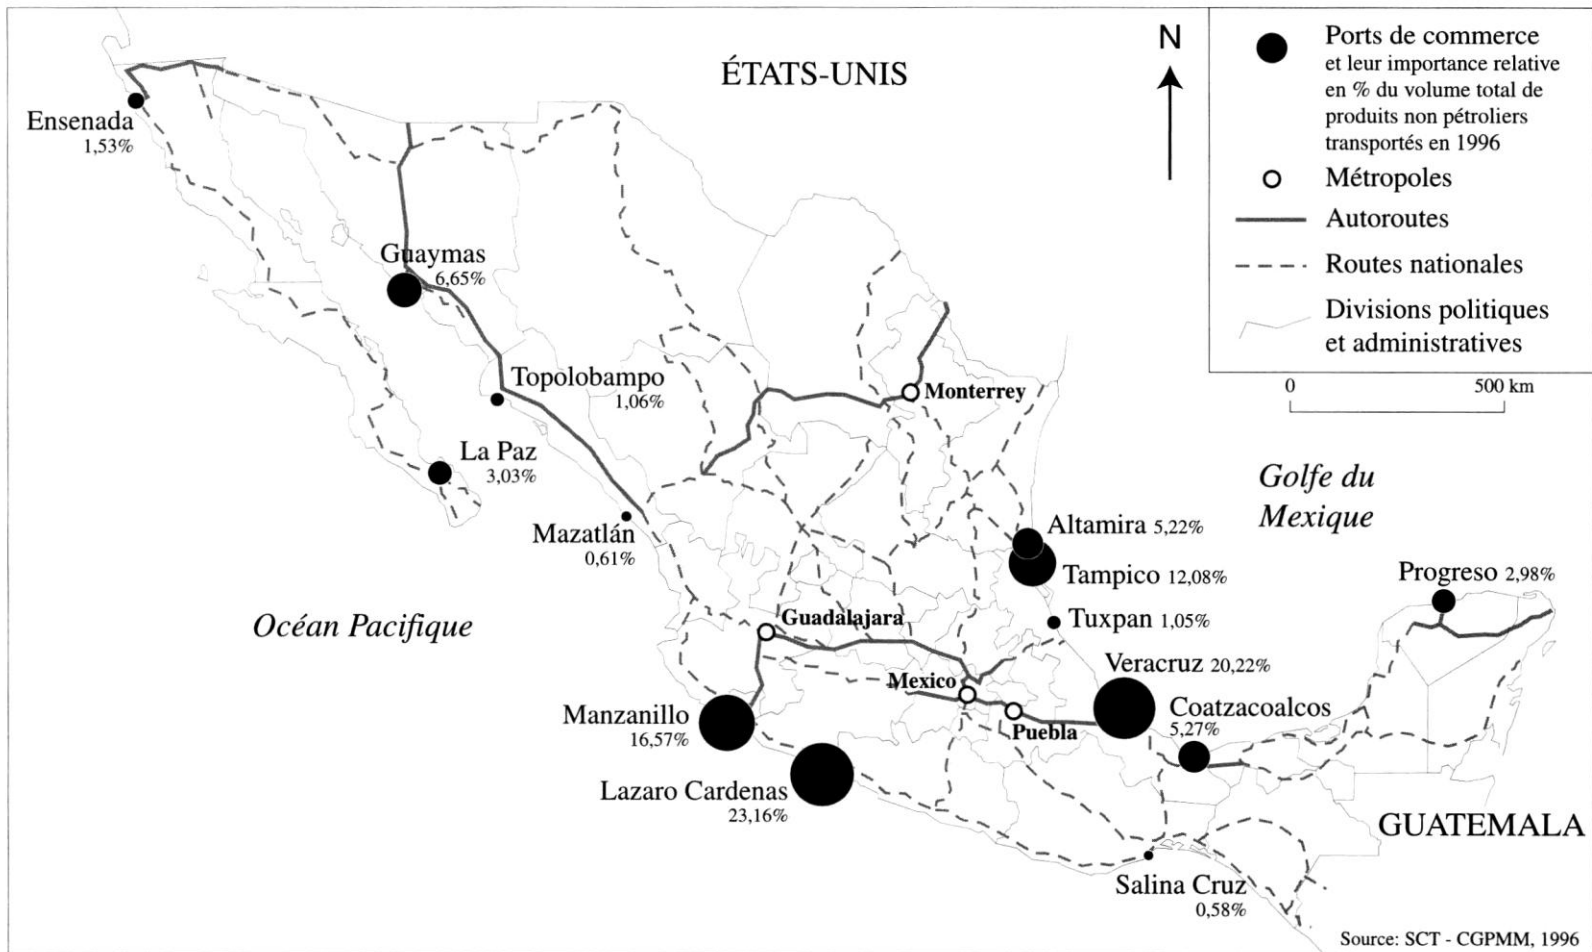 ÉTATS-UNIS
N
Ports de commerce
et leur importance relative
en % du volume total de
produits non pétroliers
transportés en 1996
Métropoles
Autoroutes
Routes nationales
Divisions politiques
et administratives
0
500 km
Ensenada
1,53%
Guaymas
6,65%
Topolobampo
1,06%
La Paz
3,03%
Mazatlán
0,61%
Monterrey
Golfe du
Mexique
Altamira 5,22%
Tampico 12,08%
Tuxpan 1,05%
Progreso 2,98%
Océan Pacifique
Guadalajara
Mexico
Puebla
Veracruz 20,22%
Coatzacoalcos
5,27%
Manzanillo
16,57%
Lazaro Cardenas
23,16%
GUATEMALA
Salina Cruz
0,58%
Source: SCT - CGPMM, 1996